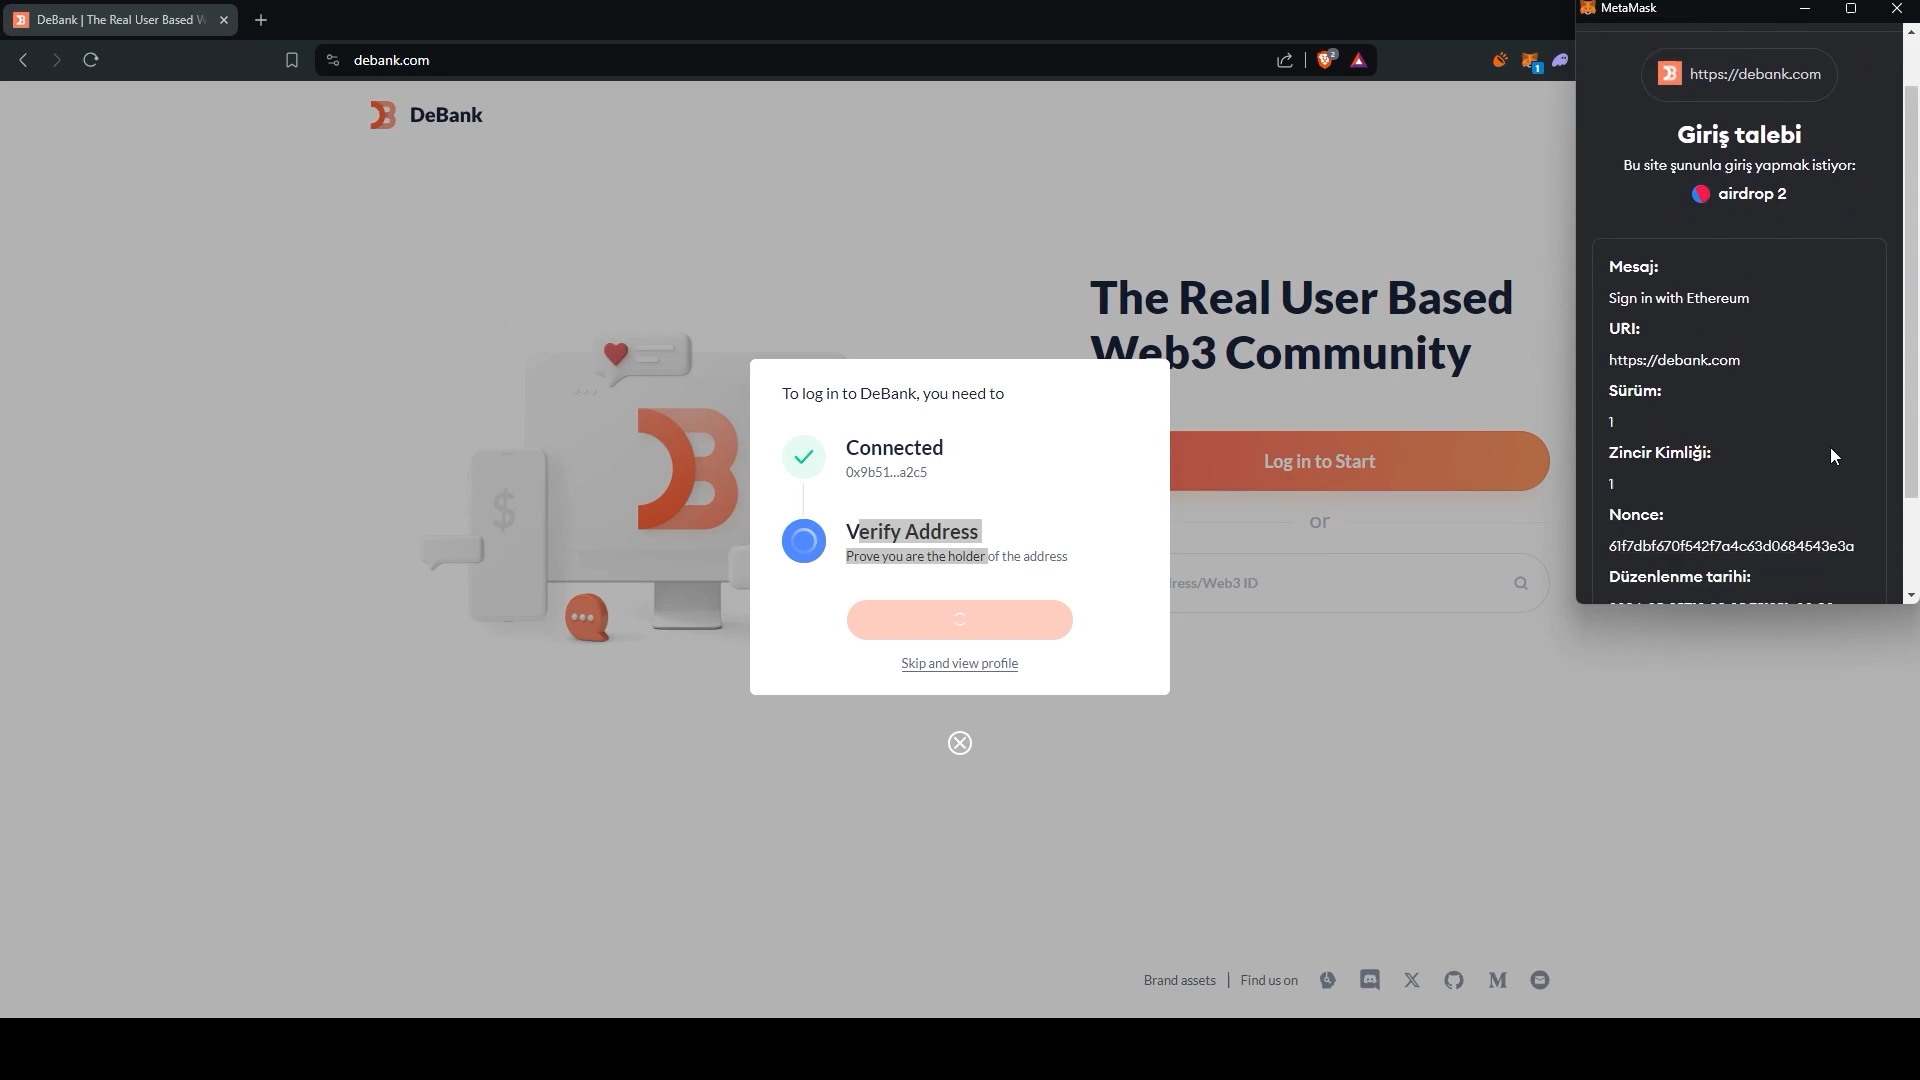 DeBank | The Real User Based W
debank.com
2
1
DeBank
The Real User Based
Web3 Community
Log in to Start
or
ress/Web3 ID
$
To log in to DeBank, you need to
Connected
0x9b51...a2c5
Verify Address
Prove you are the holder of the address
Skip and view profile
Brand assets | Find us on
MetaMask
https://debank.com
Giriş talebi
Bu site şununla giriş yapmak istiyor:
airdrop 2
Mesaj:
Sign in with Ethereum
URI:
https://debank.com
Sürüm:
1
Zincir Kimliği:
1
Nonce:
61f7dbf670f542f7a4c63d0684543e3a
Düzenlenme tarihi: